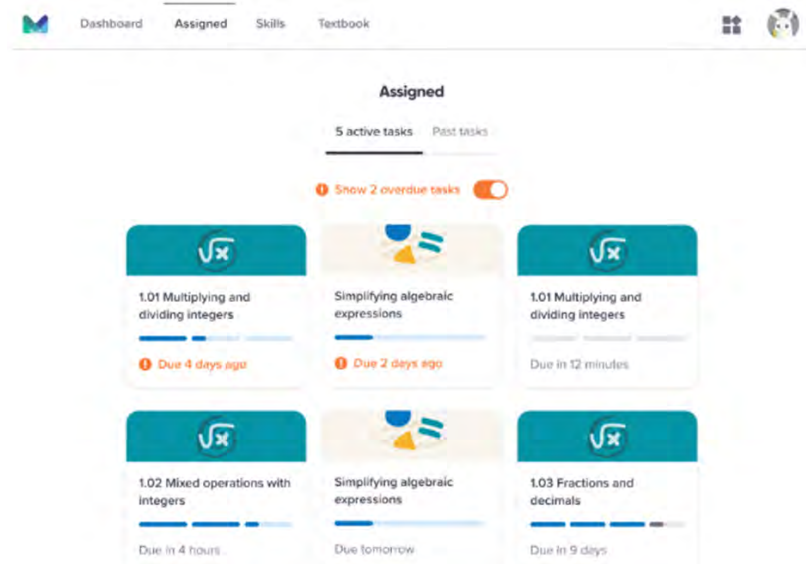 Dashboard Assigned Skills Textbook
Assigned
5 active tasks Past tasks
Show 2 overdue tasks
1.01 Multiplying and
dividing integers
Due 4 days ago
Simplifying algebraic
expressions
Due 2 days ago
1.01 Multiplying and
dividing integers
Due in 12 minutes
1.02 Mixed operations with
integers
Due in 4 hours
Simplifying algebraic
expressions
Due tomorrow
1.03 Fractions and
decimals
Due in 9 days